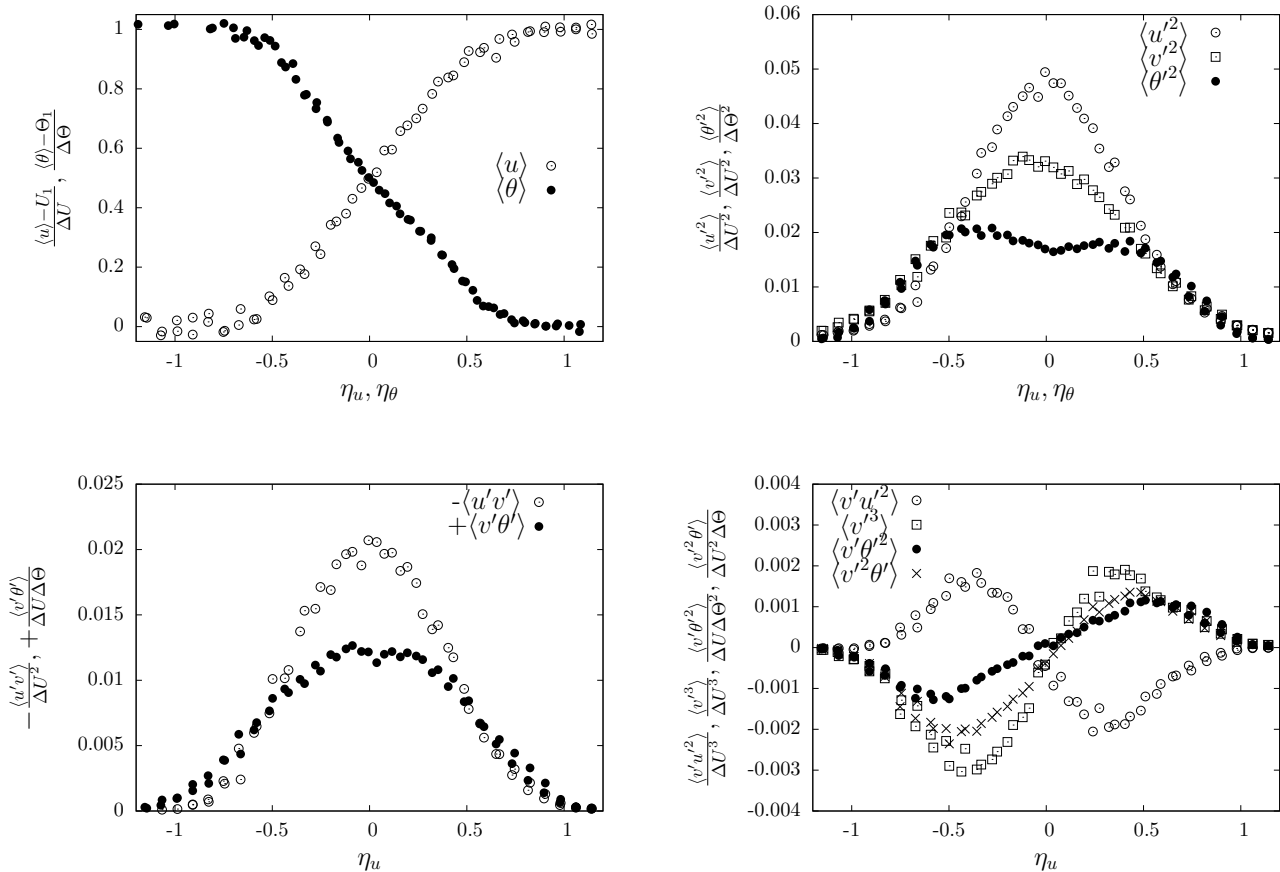 1
0.8
0.6
0.4
0.2
0
-1
-0.5
0
0.5
1
⟨u⟩−U₁/ΔU , ⟨θ⟩−Θ₁/ΔΘ
η_u, η_θ
⟨u⟩
⟨θ⟩
0.06
0.05
0.04
0.03
0.02
0.01
0
-1
-0.5
0
0.5
1
⟨u′²⟩/ΔU², ⟨v′²⟩/ΔU², ⟨θ′²⟩/ΔΘ²
η_u, η_θ
⟨u′²⟩
⟨v′²⟩
⟨θ′²⟩
0.025
0.02
0.015
0.01
0.005
0
-1
-0.5
0
0.5
1
−⟨u′v′⟩/ΔU², +⟨v′θ′⟩/ΔUΔΘ
η_u
-⟨u′v′⟩
+⟨v′θ′⟩
0.004
0.003
0.002
0.001
0
-0.001
-0.002
-0.003
-0.004
-1
-0.5
0
0.5
1
⟨v′u′²⟩/ΔU³, ⟨v′³⟩/ΔU³, ⟨v′θ′²⟩/ΔUΔΘ², ⟨v′²θ′⟩/ΔU²ΔΘ
η_u
⟨v′u′²⟩
⟨v′³⟩
⟨v′θ′²⟩
⟨v′²θ′⟩